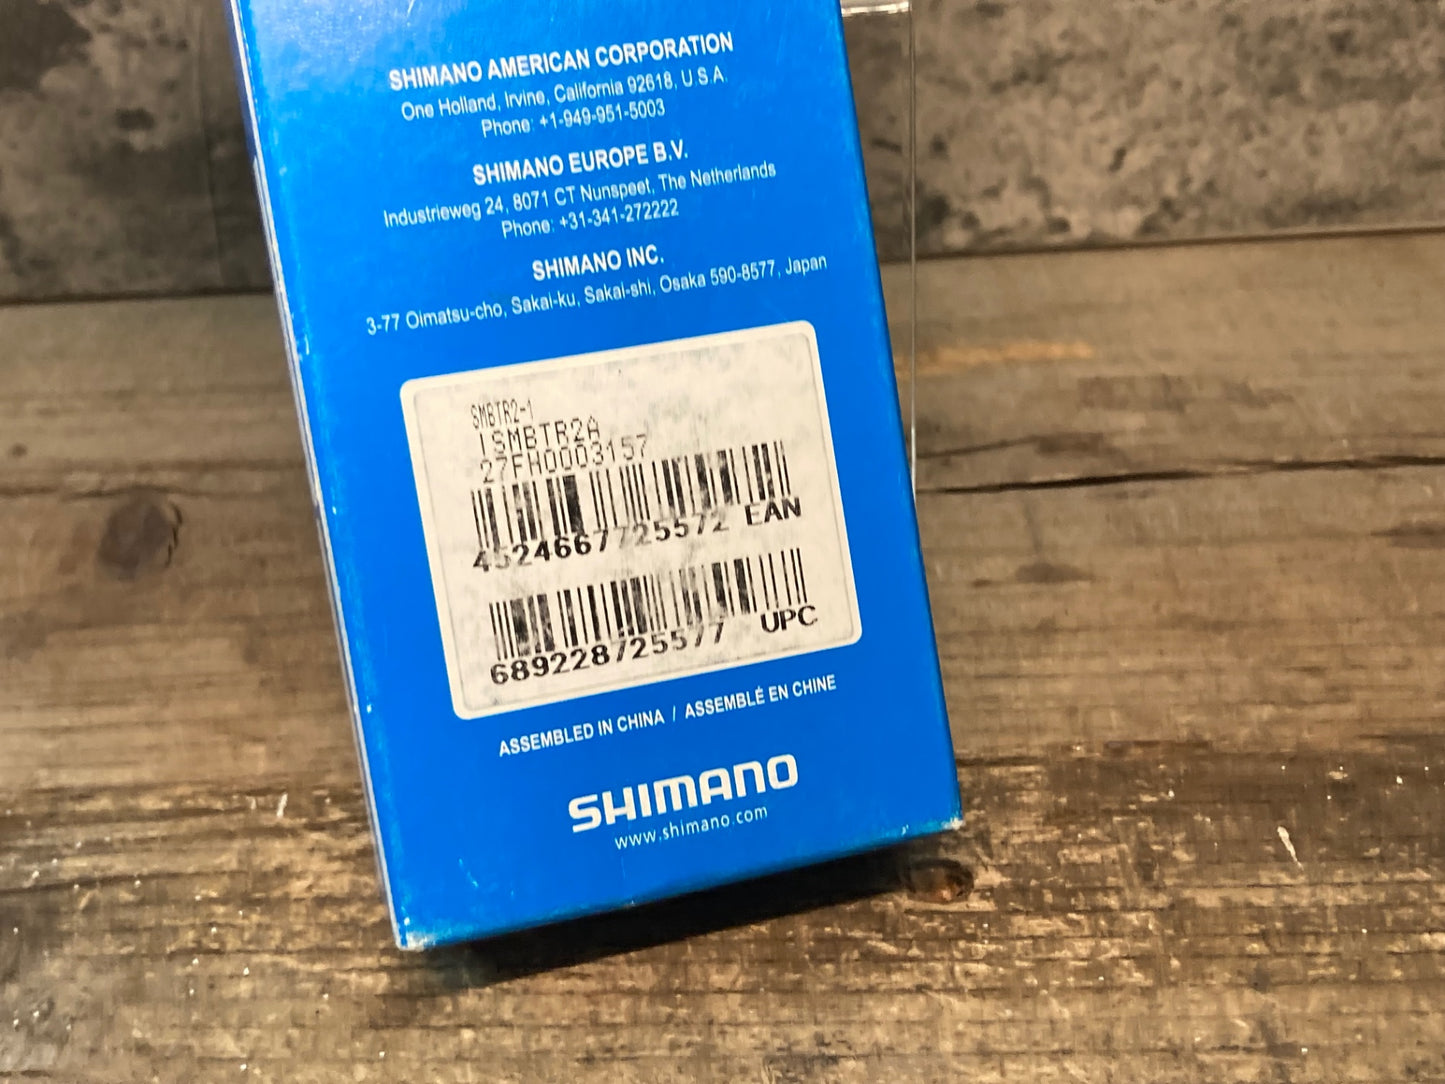 SHIMANO AMERICAN CORPORATION
One Holland, Irvine, California 92618, U.S.A.
Phone: +1-949-951-5003
SHIMANO EUROPE B.V.
Industrieweg 24, 8071 CT Nunspeet, The Netherlands
Phone: +31-341-272222
SHIMANO INC.
3-77 Oimatsu-cho, Sakai-ku, Sakai-shi, Osaka 590-8577, Japan
SMBTR2-1
ISMBTR2A
27FH0003157
4524667725572 EAN
689228725577 UPC
ASSEMBLED IN CHINA / ASSEMBLÉ EN CHINE
SHIMANO
www.shimano.com